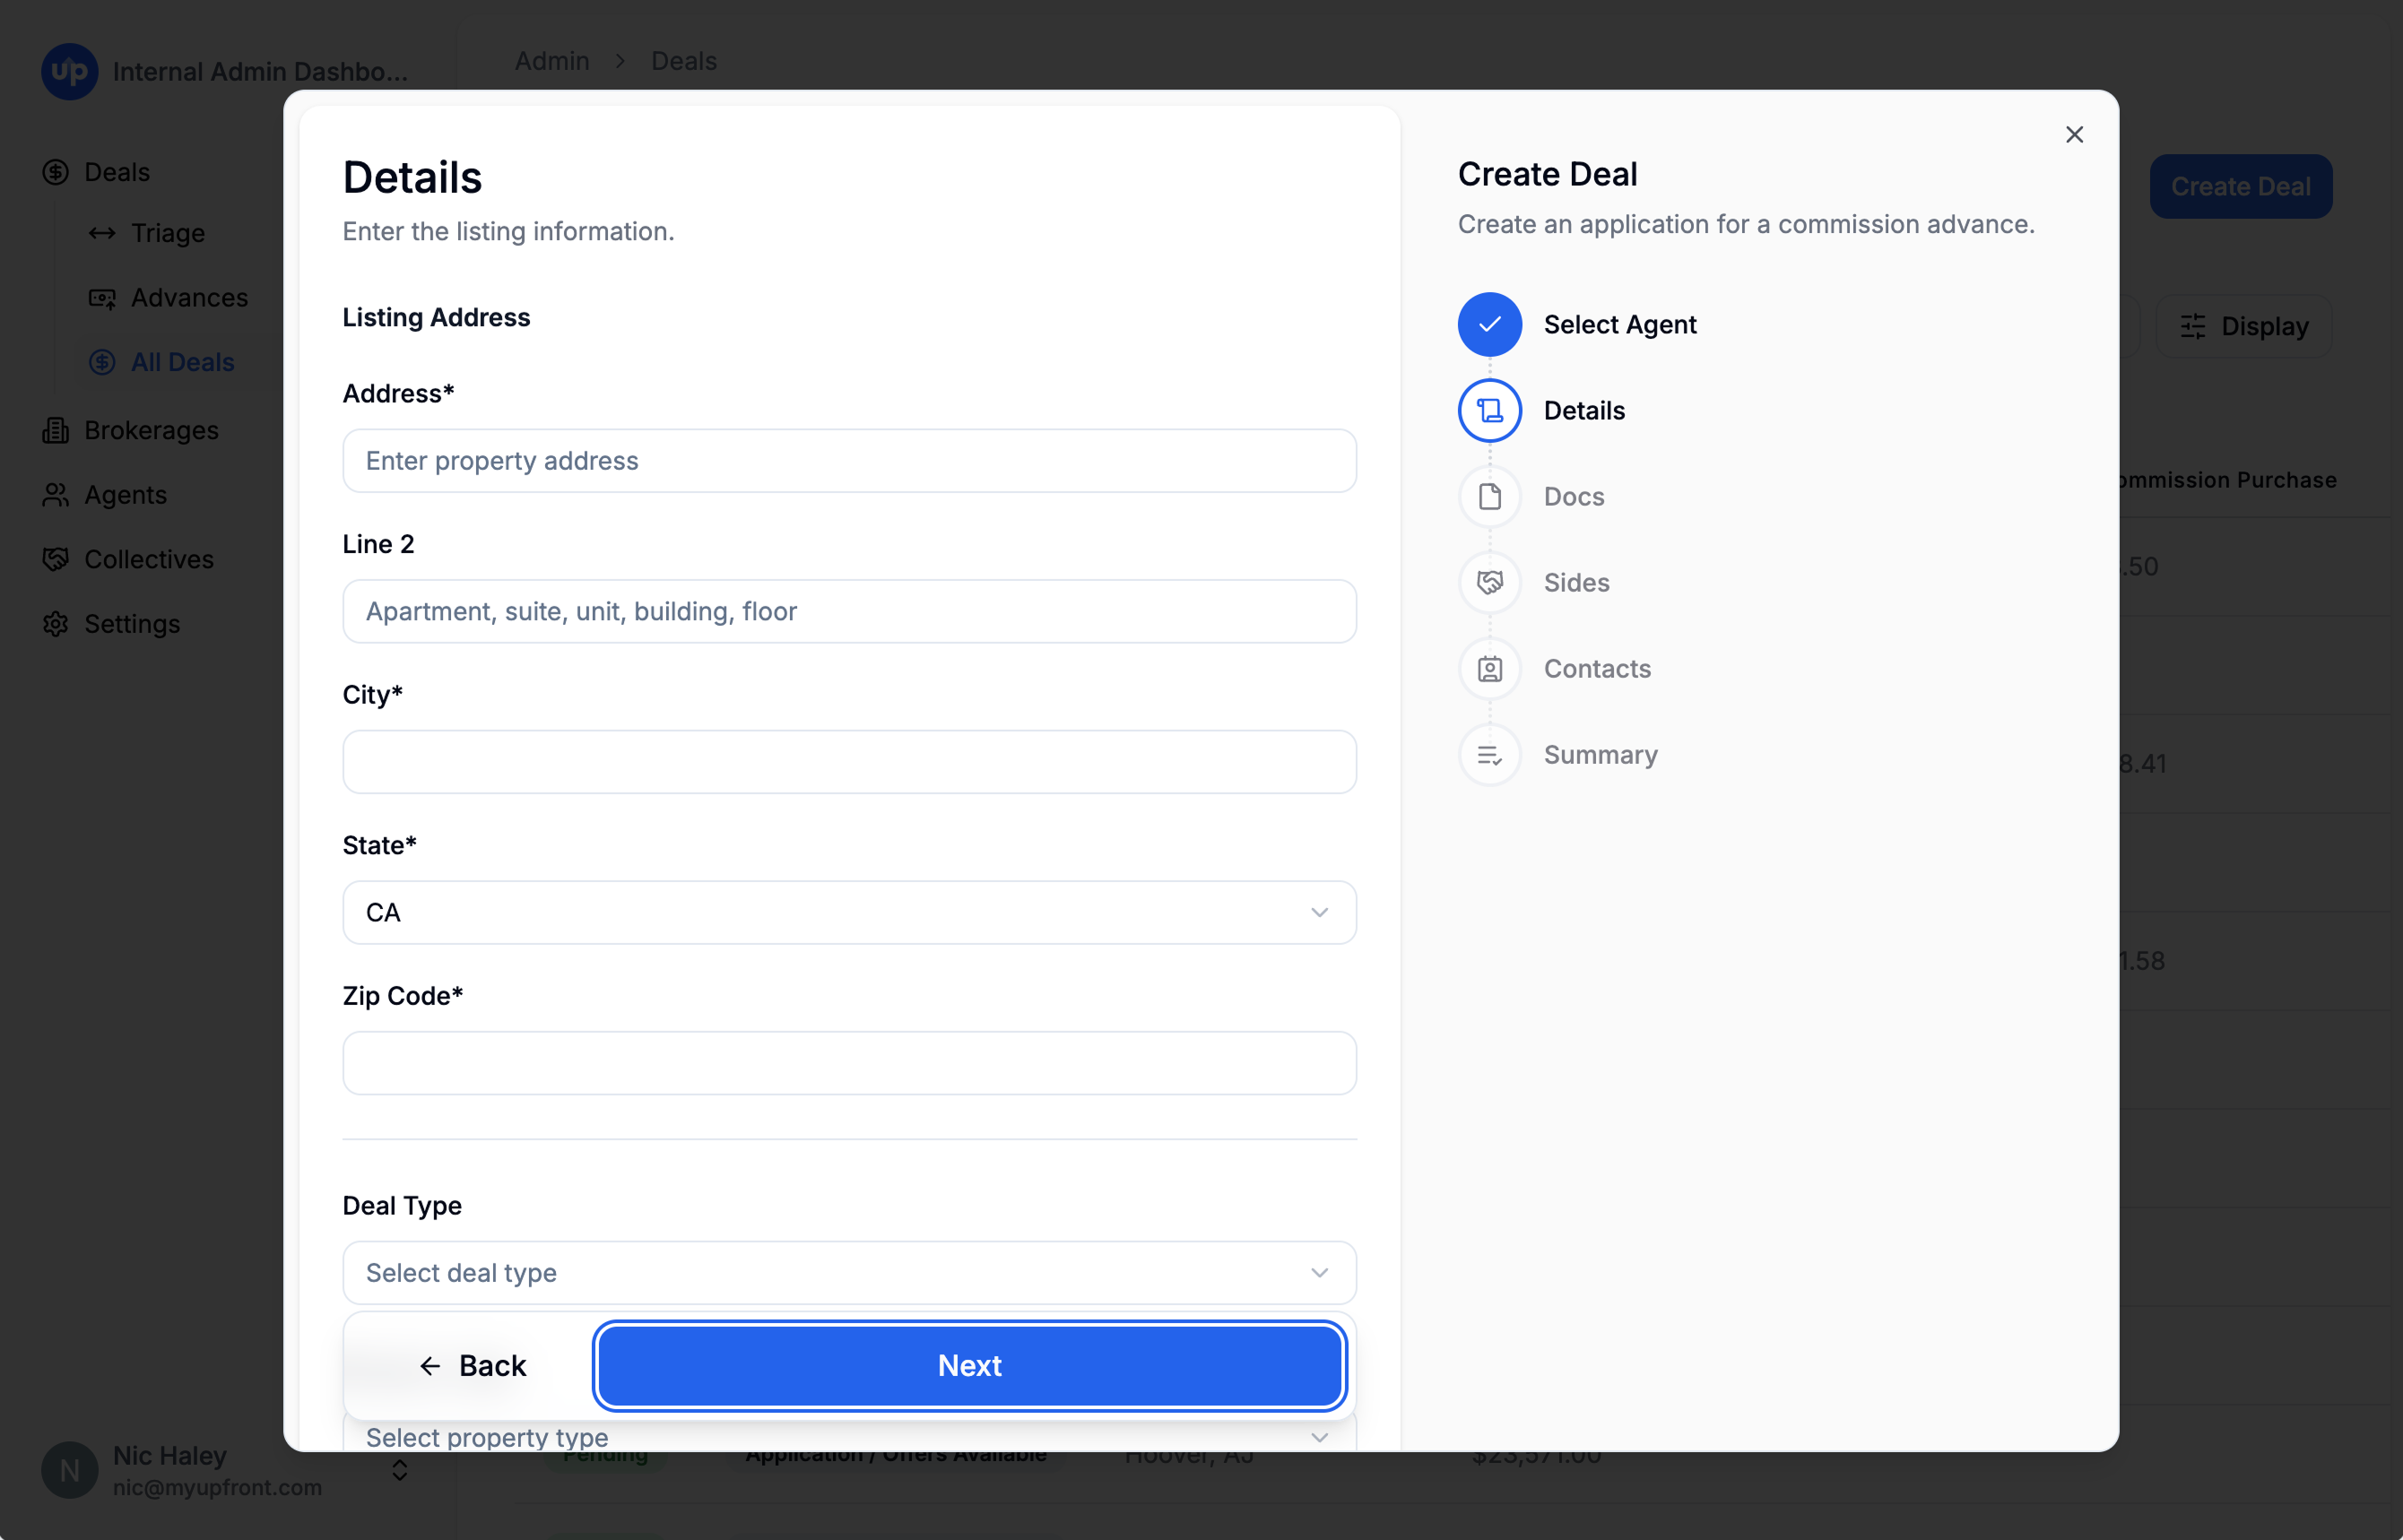 up Internal Admin Dashbo...
Deals
Triage
Advances
All Deals
Brokerages
Agents
Collectives
Settings
N
Nic Haley
nic@myupfront.com
Admin > Deals
Create Deal
Display
ommission Purchase
.50
8.41
1.58
Details
Enter the listing information.
Listing Address
Address*
Enter property address
Line 2
Apartment, suite, unit, building, floor
City*
State*
CA
Zip Code*
Deal Type
Select deal type
Back
Next
Select property type
Create Deal
Create an application for a commission advance.
Select Agent
Details
Docs
Sides
Contacts
Summary
Pending Application / Offers Available Hoover, AJ $23,571.00